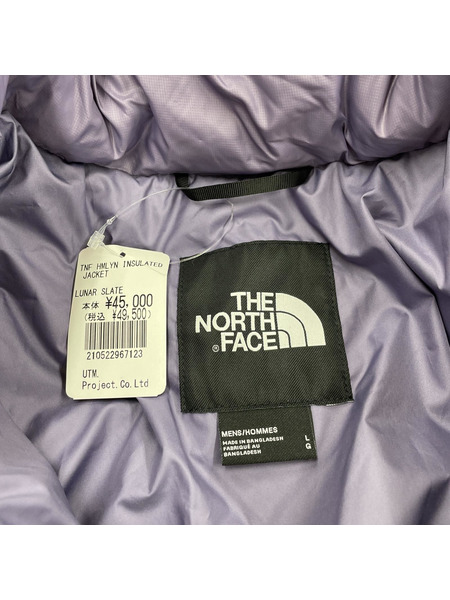 TNF HMLYN INSULATED
JACKET
LUNAR SLATE
本体 ¥45,000
(税込 ¥49,500)
210522967123
UTM.
Project.Co.Ltd
THE
NORTH
®FACE
MENS/HOMMES
MADE IN BANGLADESH
FABRIQUÉ AU
BANGLADESH
L
G